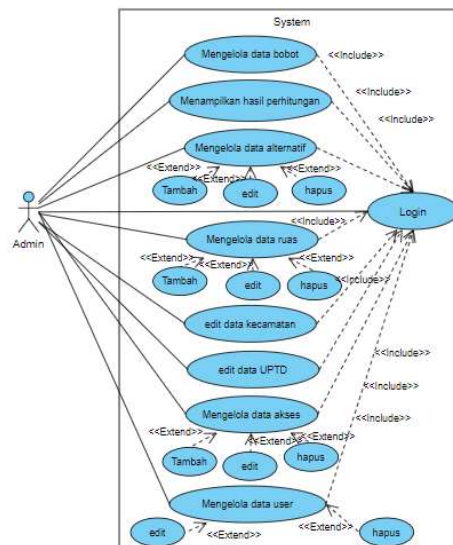 System
Mengelola data bobot
<<Include>>
Menampilkan hasil perhitungan
<<Include>>
Mengelola data alternatif
<<Extend>>
<<Extend>>
<<Extend>>
Tambah
edit
hapus
Login
Admin
<<Include>>
Mengelola data ruas
<<Extend>>
<<Extend>>
<<Extend>>
Tambah
edit
hapus
<<Include>>
edit data kecamatan
<<Include>>
edit data UPTD
<<Include>>
Mengelola data akses
<<Include>>
<<Extend>>
<<Extend>>
<<Extend>>
Tambah
edit
hapus
Mengelola data user
<<Extend>>
<<Extend>>
edit
hapus